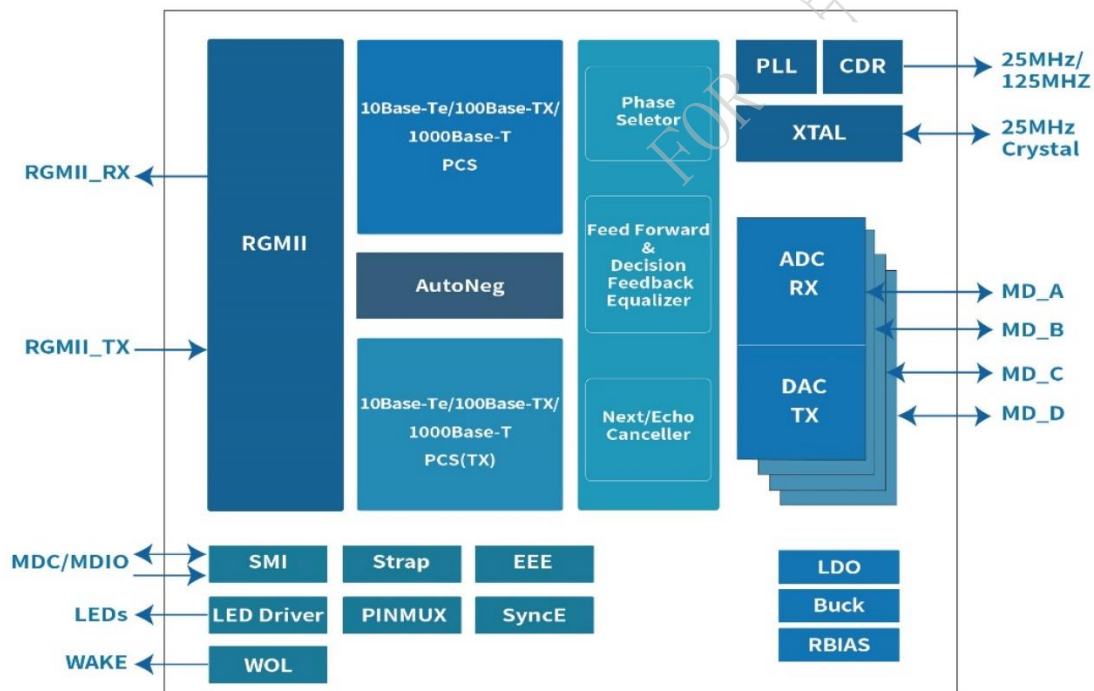 RGMII_RX
RGMII_TX
MDC/MDIO
LEDs
WAKE
RGMII
10Base-Te/100Base-TX/
1000Base-T
PCS
AutoNeg
10Base-Te/100Base-TX/
1000Base-T
PCS(TX)
Phase
Seletor
Feed Forward
&
Decision
Feedback
Equalizer
Next/Echo
Canceller
PLL
CDR
25MHz/
125MHZ
XTAL
25MHz
Crystal
ADC
RX
DAC
TX
MD_A
MD_B
MD_C
MD_D
SMI
Strap
EEE
LED Driver
PINMUX
SyncE
WOL
LDO
Buck
RBIAS
FOR